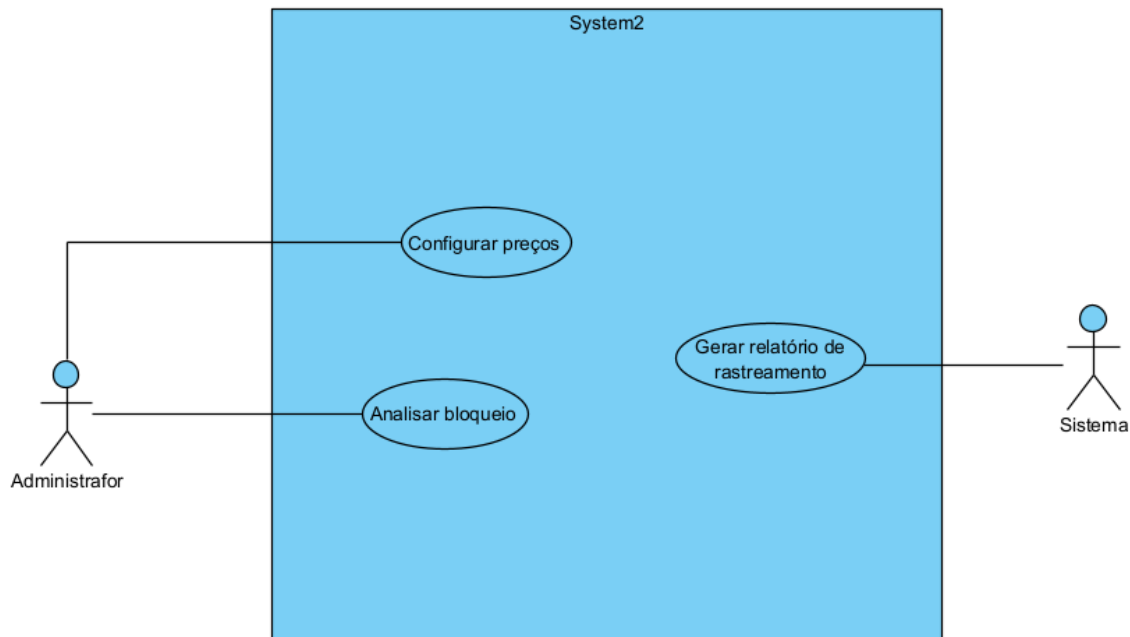 System2
Configurar preços
Gerar relatório de
rastreamento
Analisar bloqueio
Sistema
Administrafor